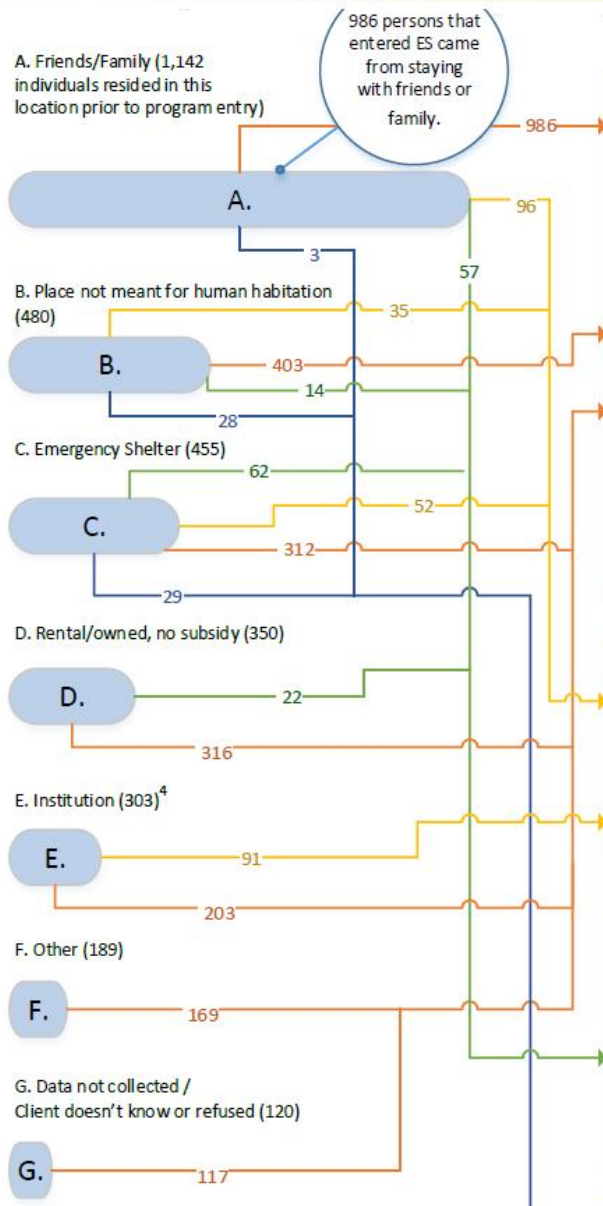 986 persons that
entered ES came
from staying
with friends or
family.
A. Friends/Family (1,142
individuals resided in this
location prior to program entry)
986
A.
96
3
57
B. Place not meant for human habitation
(480)
35
B.
403
14
28
C. Emergency Shelter (455)
62
C.
52
312
29
D. Rental/owned, no subsidy (350)
D.
22
316
E. Institution (303)4
E.
91
203
F. Other (189)
F.
169
G. Data not collected /
Client doesn't know or refused (120)
G.
117